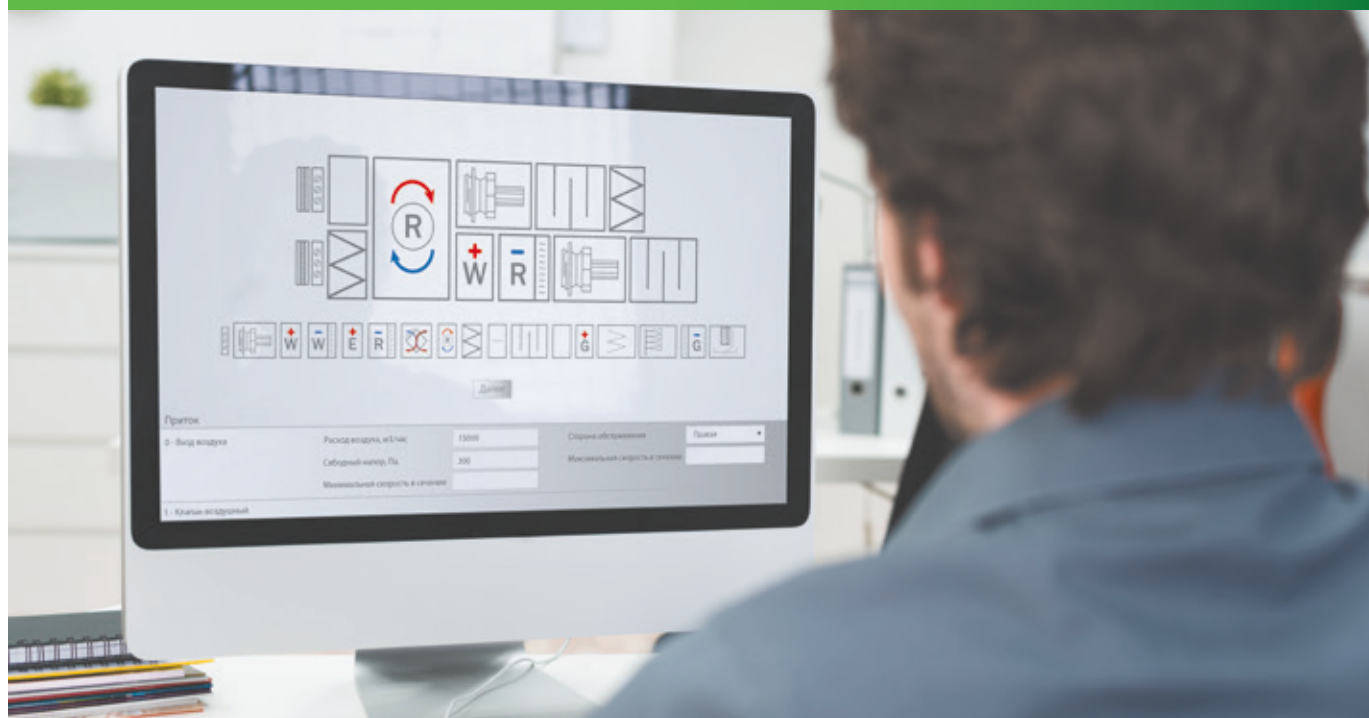 R
+
W
-
R
+
W
-
W
+
E
-
R
+
G
-
G
Далее
Приток
0 - Вход воздуха
Расход воздуха, м3/час
15000
Сторона обслуживания
Правая
Сободный напор, Па.
300
Максимальная скорость в сечении
Минимальная скорость в сечении
1 - Клапан воздушный